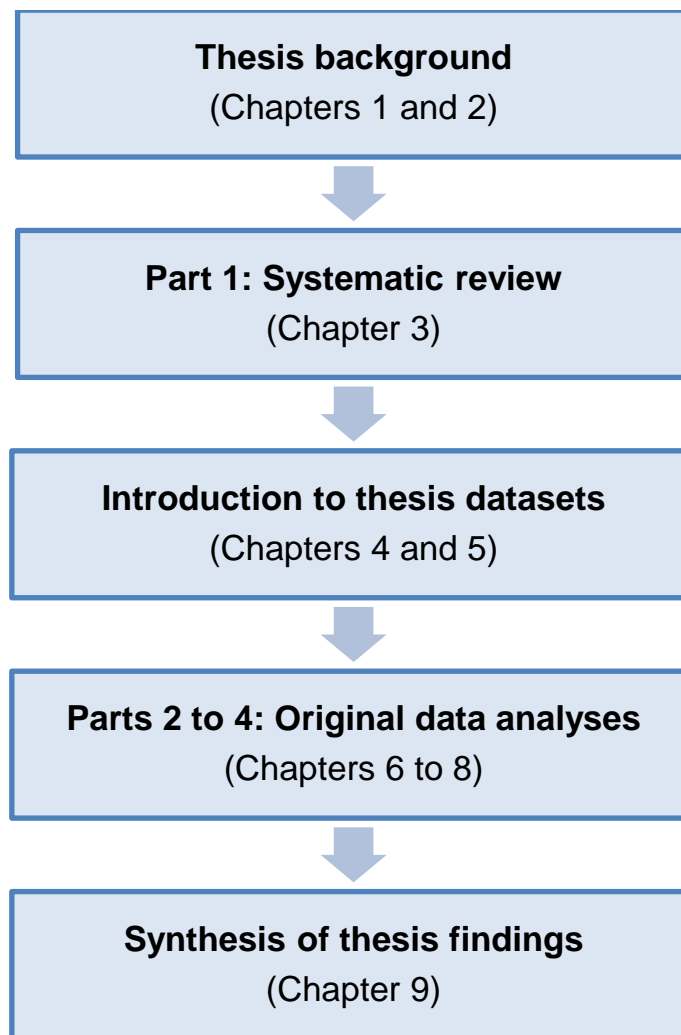 Thesis background
(Chapters 1 and 2)
Part 1: Systematic review
(Chapter 3)
Introduction to thesis datasets
(Chapters 4 and 5)
Parts 2 to 4: Original data analyses
(Chapters 6 to 8)
Synthesis of thesis findings
(Chapter 9)